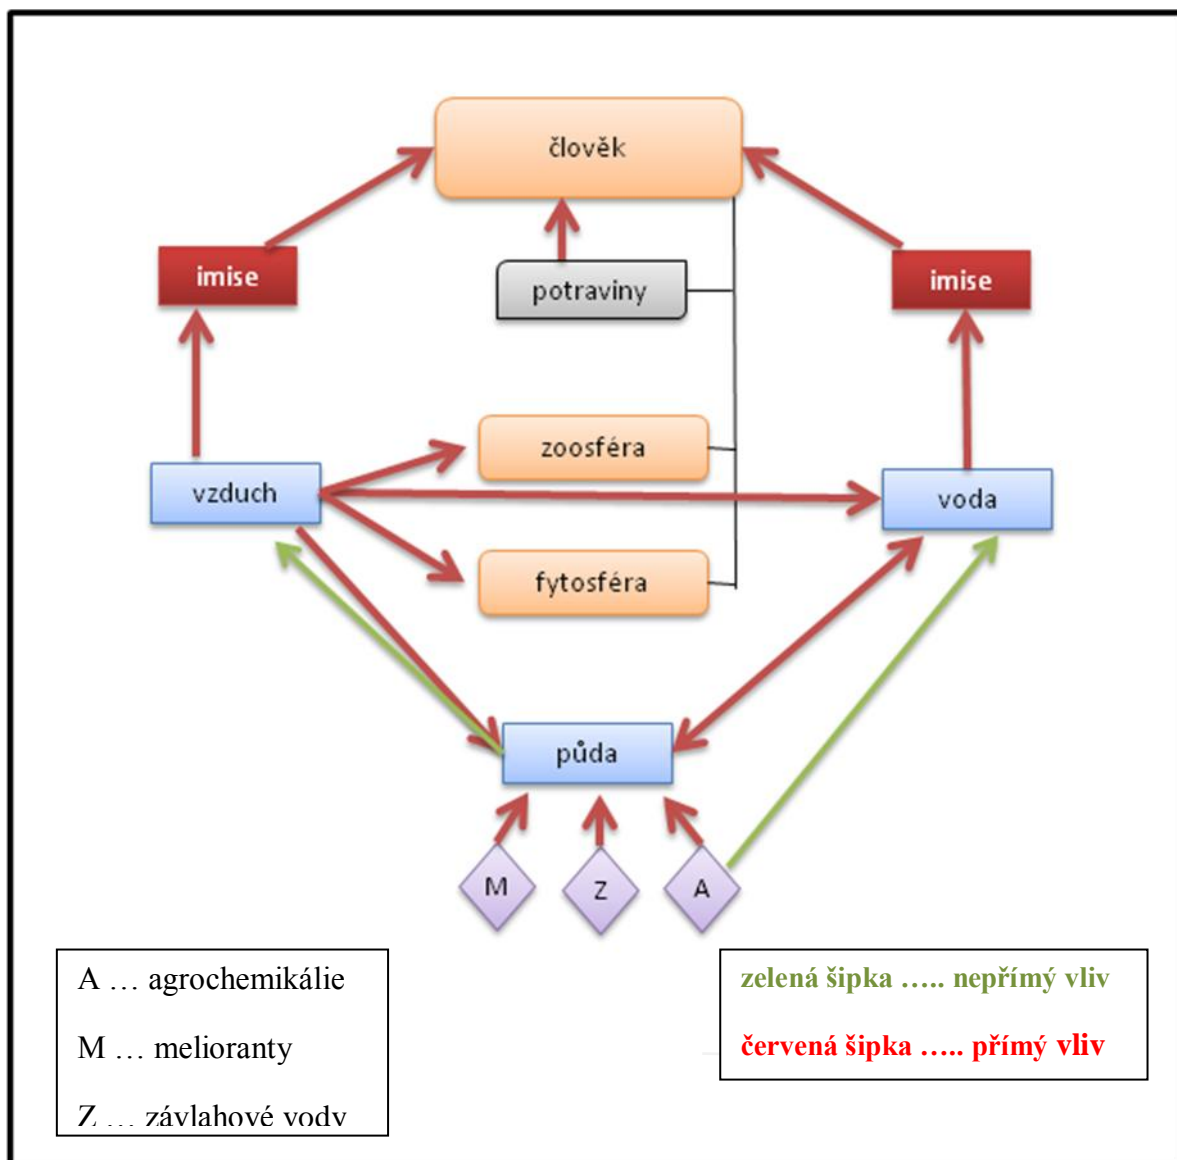 člověk
imise
potraviny
imise
zoosféra
vzduch
voda
fytosféra
půda
M
Z
A
A … agrochemikálie
M … melioranty
Z … závlahové vody
zelená šipka ….. nepřímý vliv
červená šipka ….. přímý vliv